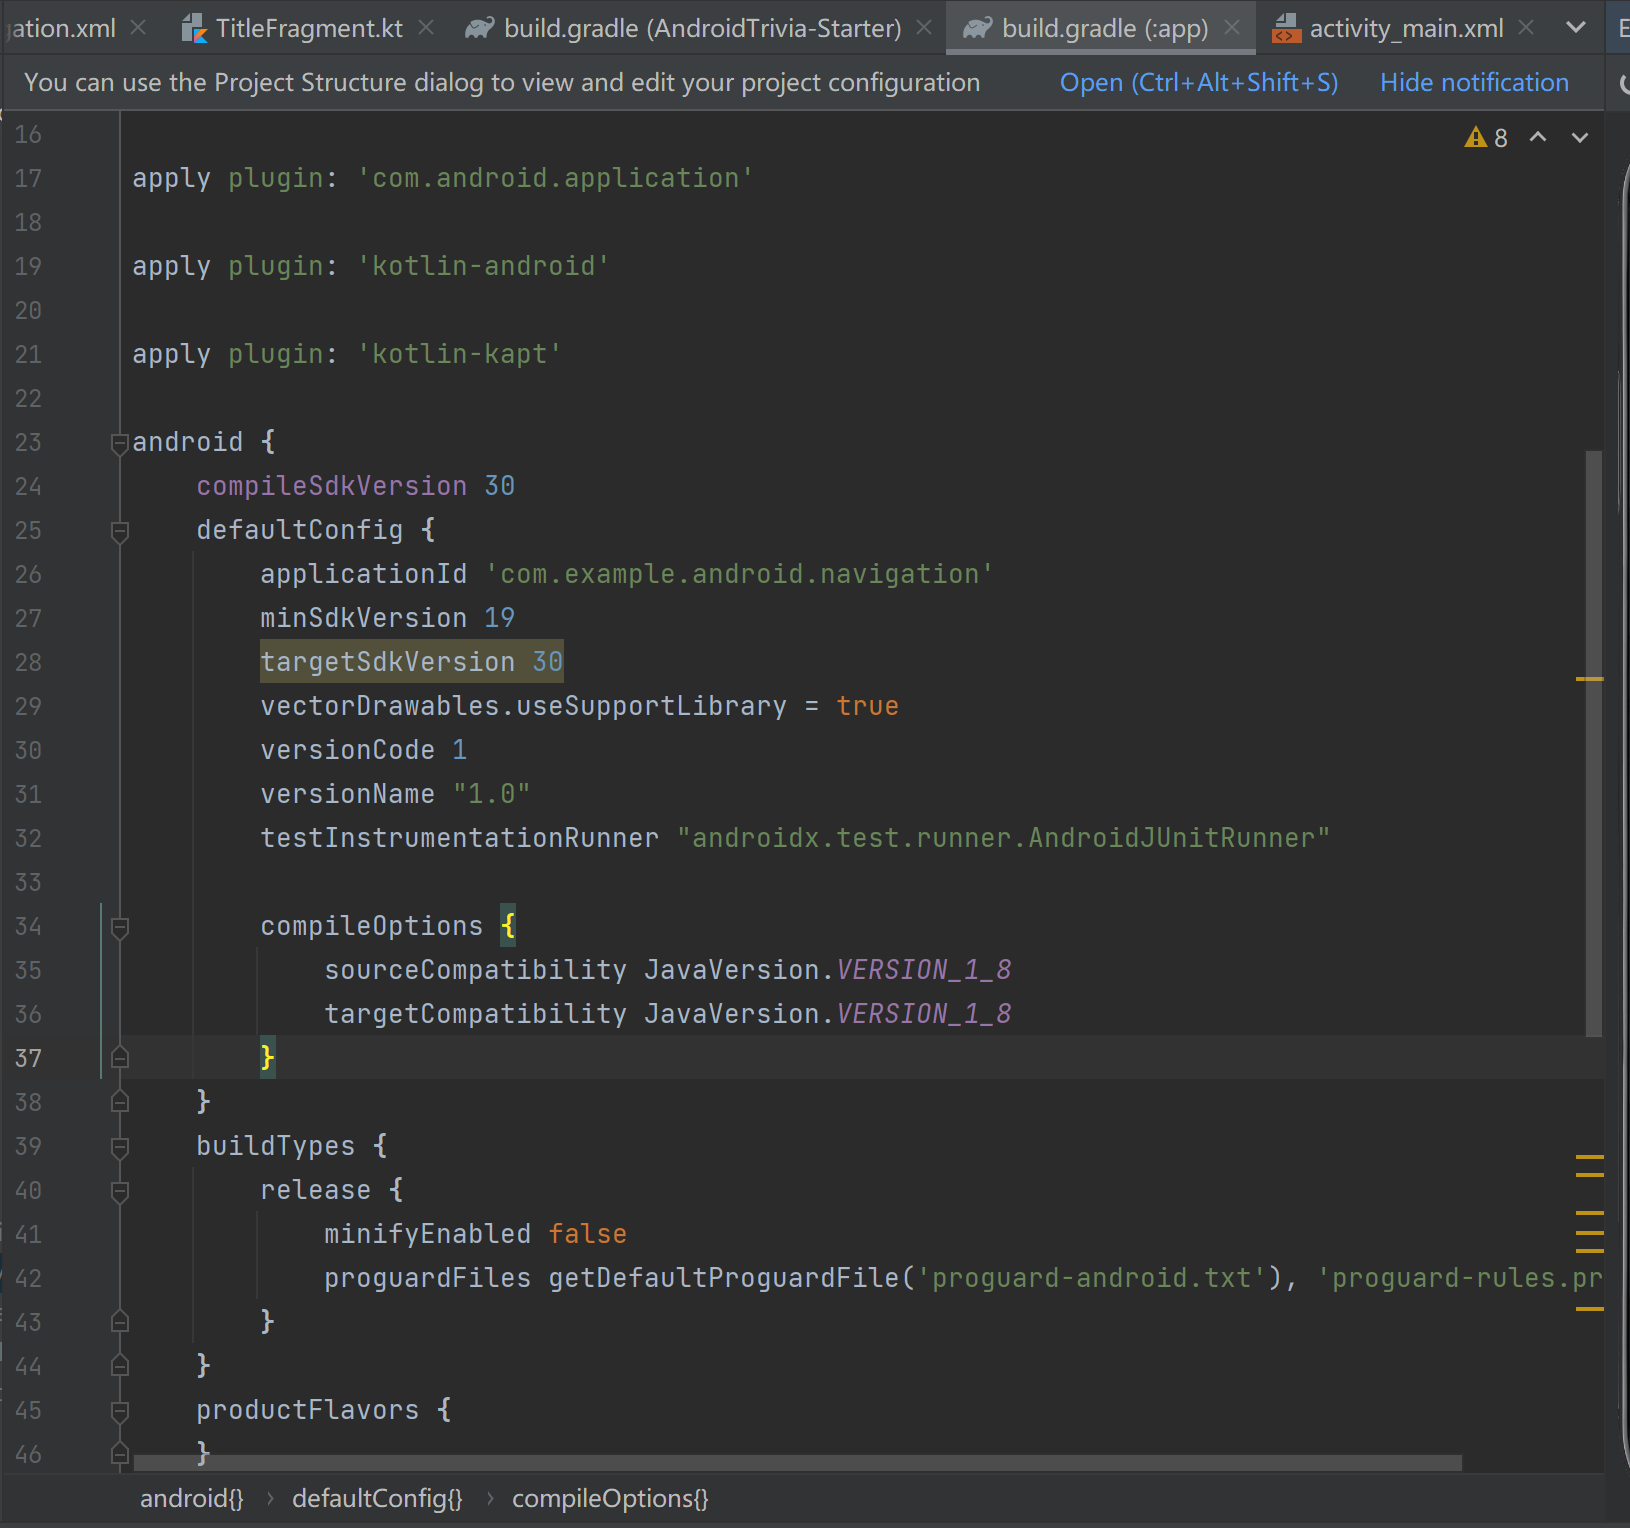 ation.xml TitleFragment.kt build.gradle (AndroidTrivia-Starter) build.gradle (:app) activity_main.xml
You can use the Project Structure dialog to view and edit your project configuration Open (Ctrl+Alt+Shift+S) Hide notification
16 8
17 apply plugin: 'com.android.application'
18
19 apply plugin: 'kotlin-android'
20
21 apply plugin: 'kotlin-kapt'
22
23 android {
24 compileSdkVersion 30
25 defaultConfig {
26 applicationId 'com.example.android.navigation'
27 minSdkVersion 19
28 targetSdkVersion 30
29 vectorDrawables.useSupportLibrary = true
30 versionCode 1
31 versionName "1.0"
32 testInstrumentationRunner "androidx.test.runner.AndroidJUnitRunner"
33
34 compileOptions {
35 sourceCompatibility JavaVersion.VERSION_1_8
36 targetCompatibility JavaVersion.VERSION_1_8
37 }
38 }
39 buildTypes {
40 release {
41 minifyEnabled false
42 proguardFiles getDefaultProguardFile('proguard-android.txt'), 'proguard-rules.pr
43 }
44 }
45 productFlavors {
46 }
android{} › defaultConfig{} › compileOptions{}